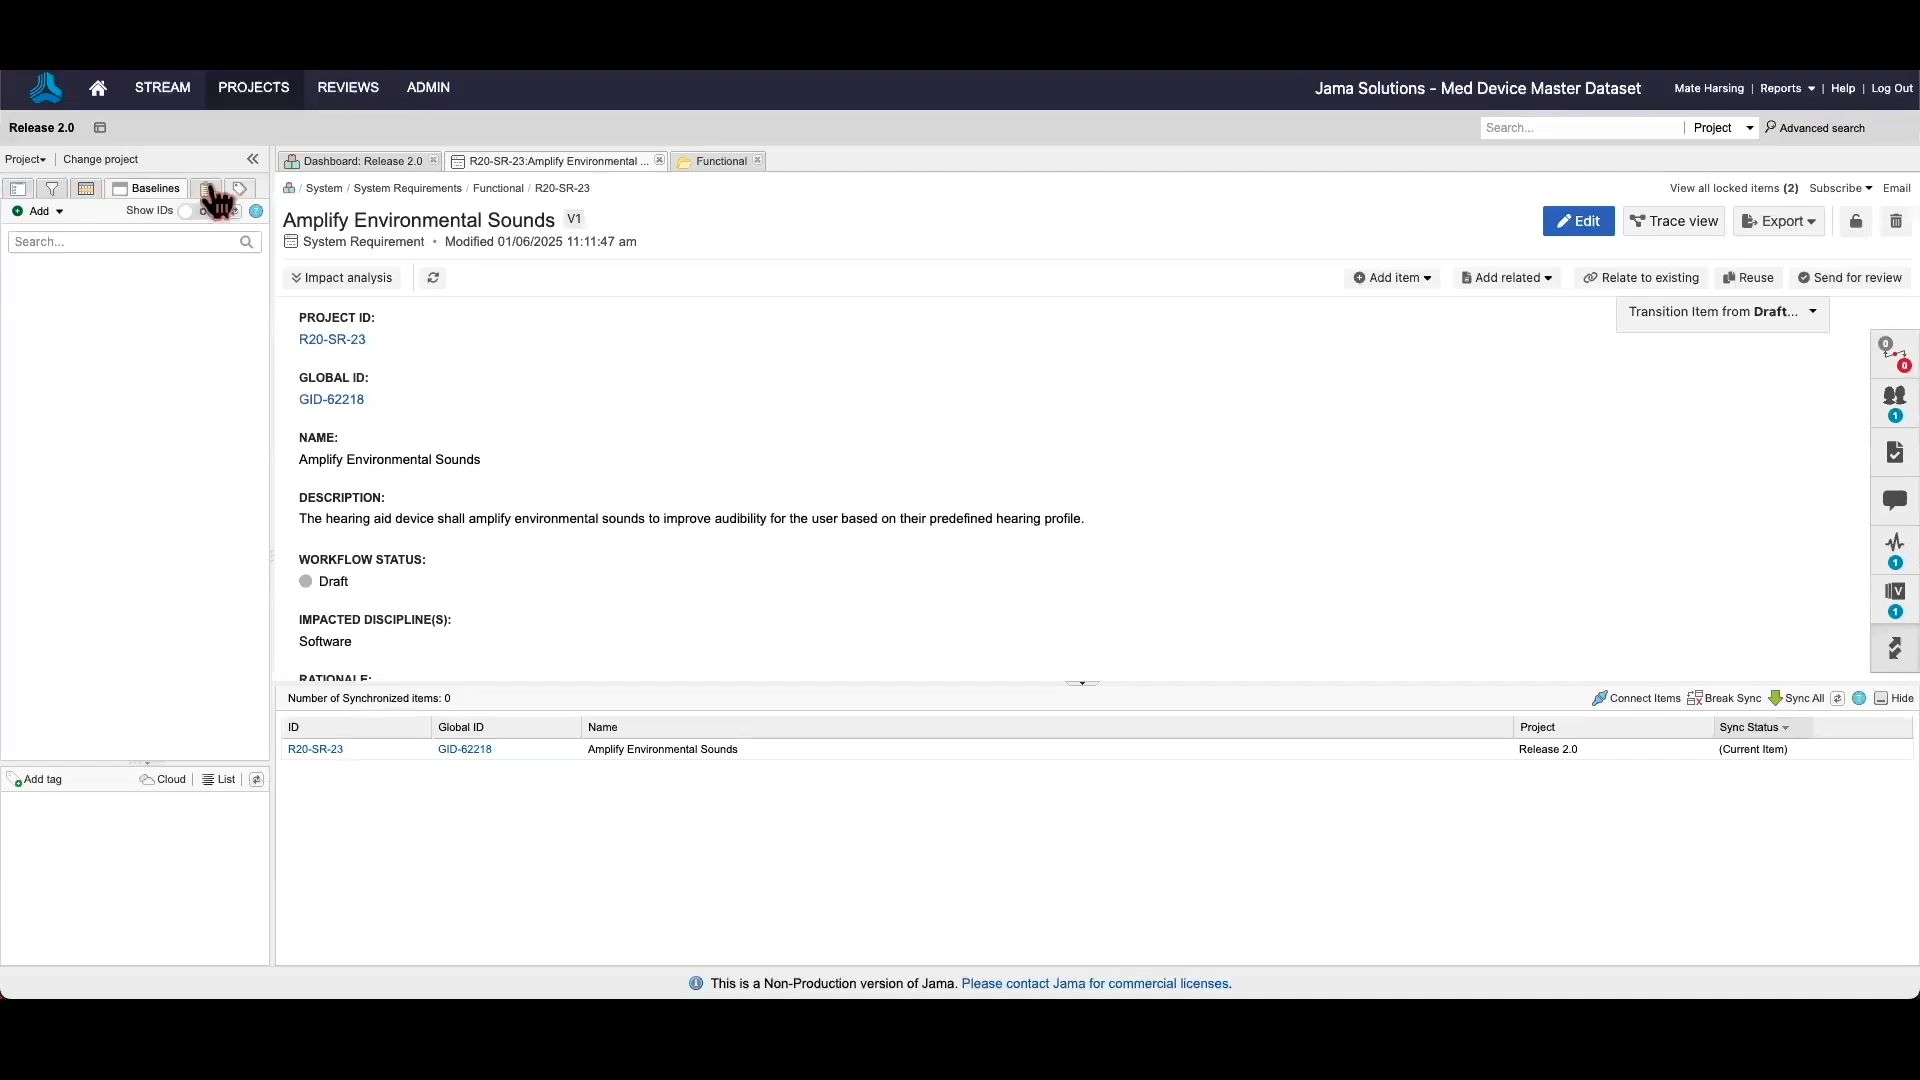 STREAM PROJECTS REVIEWS ADMIN Jama Solutions - Med Device Master Dataset Mate Harsing | Reports | Help | Log Out
Release 2.0 Search... Project Advanced search
Project Change project Dashboard: Release 2.0 R20-SR-23:Amplify Environmental ... Functional
Baselines / System / System Requirements / Functional / R20-SR-23 View all locked items (2) Subscribe Email
Add Show IDs
Amplify Environmental Sounds V1 Edit Trace view Export
Search... System Requirement • Modified 01/06/2025 11:11:47 am
Impact analysis Add item Add related Relate to existing Reuse Send for review
Transition Item from Draft...
PROJECT ID:
R20-SR-23
0
0
GLOBAL ID:
GID-62218
1
NAME:
Amplify Environmental Sounds
DESCRIPTION:
The hearing aid device shall amplify environmental sounds to improve audibility for the user based on their predefined hearing profile.
WORKFLOW STATUS:
1
Draft
V
1
IMPACTED DISCIPLINE(S):
Software
RATIONALE:
Number of Synchronized items: 0 Connect Items Break Sync Sync All ? Hide
ID Global ID Name Project Sync Status
R20-SR-23 GID-62218 Amplify Environmental Sounds Release 2.0 (Current Item)
Add tag Cloud | List |
This is a Non-Production version of Jama. Please contact Jama for commercial licenses.